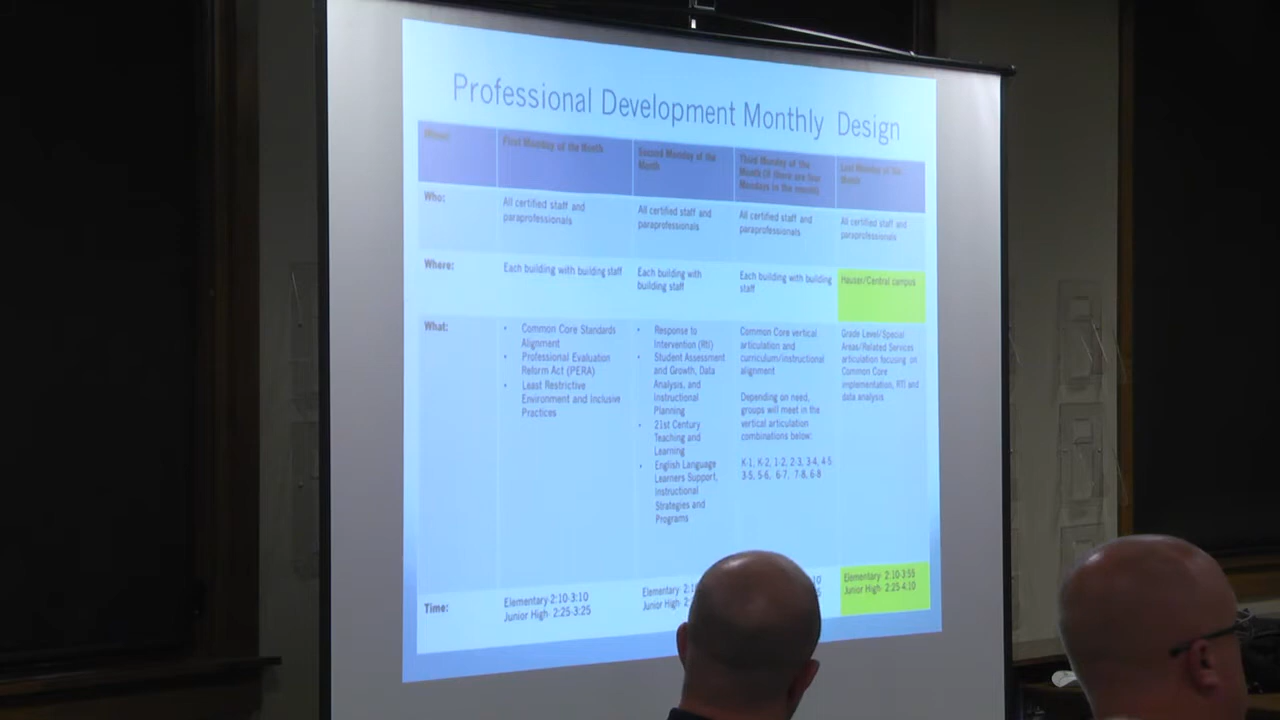 Professional Development Monthly Design
When:
First Monday of the Month
Second Monday of the
Month
Third Monday of the
Month (if there are four
Mondays in the month)
Last Monday of the
Month
Who:
All certified staff and
paraprofessionals
All certified staff and
paraprofessionals
All certified staff and
paraprofessionals
All certified staff and
paraprofessionals
Where:
Each building with building staff
Each building with
building staff
Each building with building
staff
Hauser/Central campus
What:
• Common Core Standards
Alignment
• Professional Evaluation
Reform Act (PERA)
• Least Restrictive
Environment and Inclusive
Practices
• Response to
Intervention (RtI)
• Student Assessment
and Growth, Data
Analysis, and
Instructional
Planning
• 21st Century
Teaching and
Learning
• English Language
Learners Support,
Instructional
Strategies and
Programs
Common Core vertical
articulation and
curriculum/instructional
alignment
Depending on need,
groups will meet in the
vertical articulation
combinations below:
K-1, K-2, 1-2, 2-3, 3-4, 4-5
3-5, 5-6, 6-7, 7-8, 6-8
Grade Level/Special
Areas/Related Services
articulation focusing on
Common Core
implementation, RTI and
data analysis
Time:
Elementary-2:10-3:10
Junior High- 2:25-3:25
Elementary- 2:1
Junior High- 2:
10
Elementary- 2:10-3:55
Junior High- 2:25-4:10